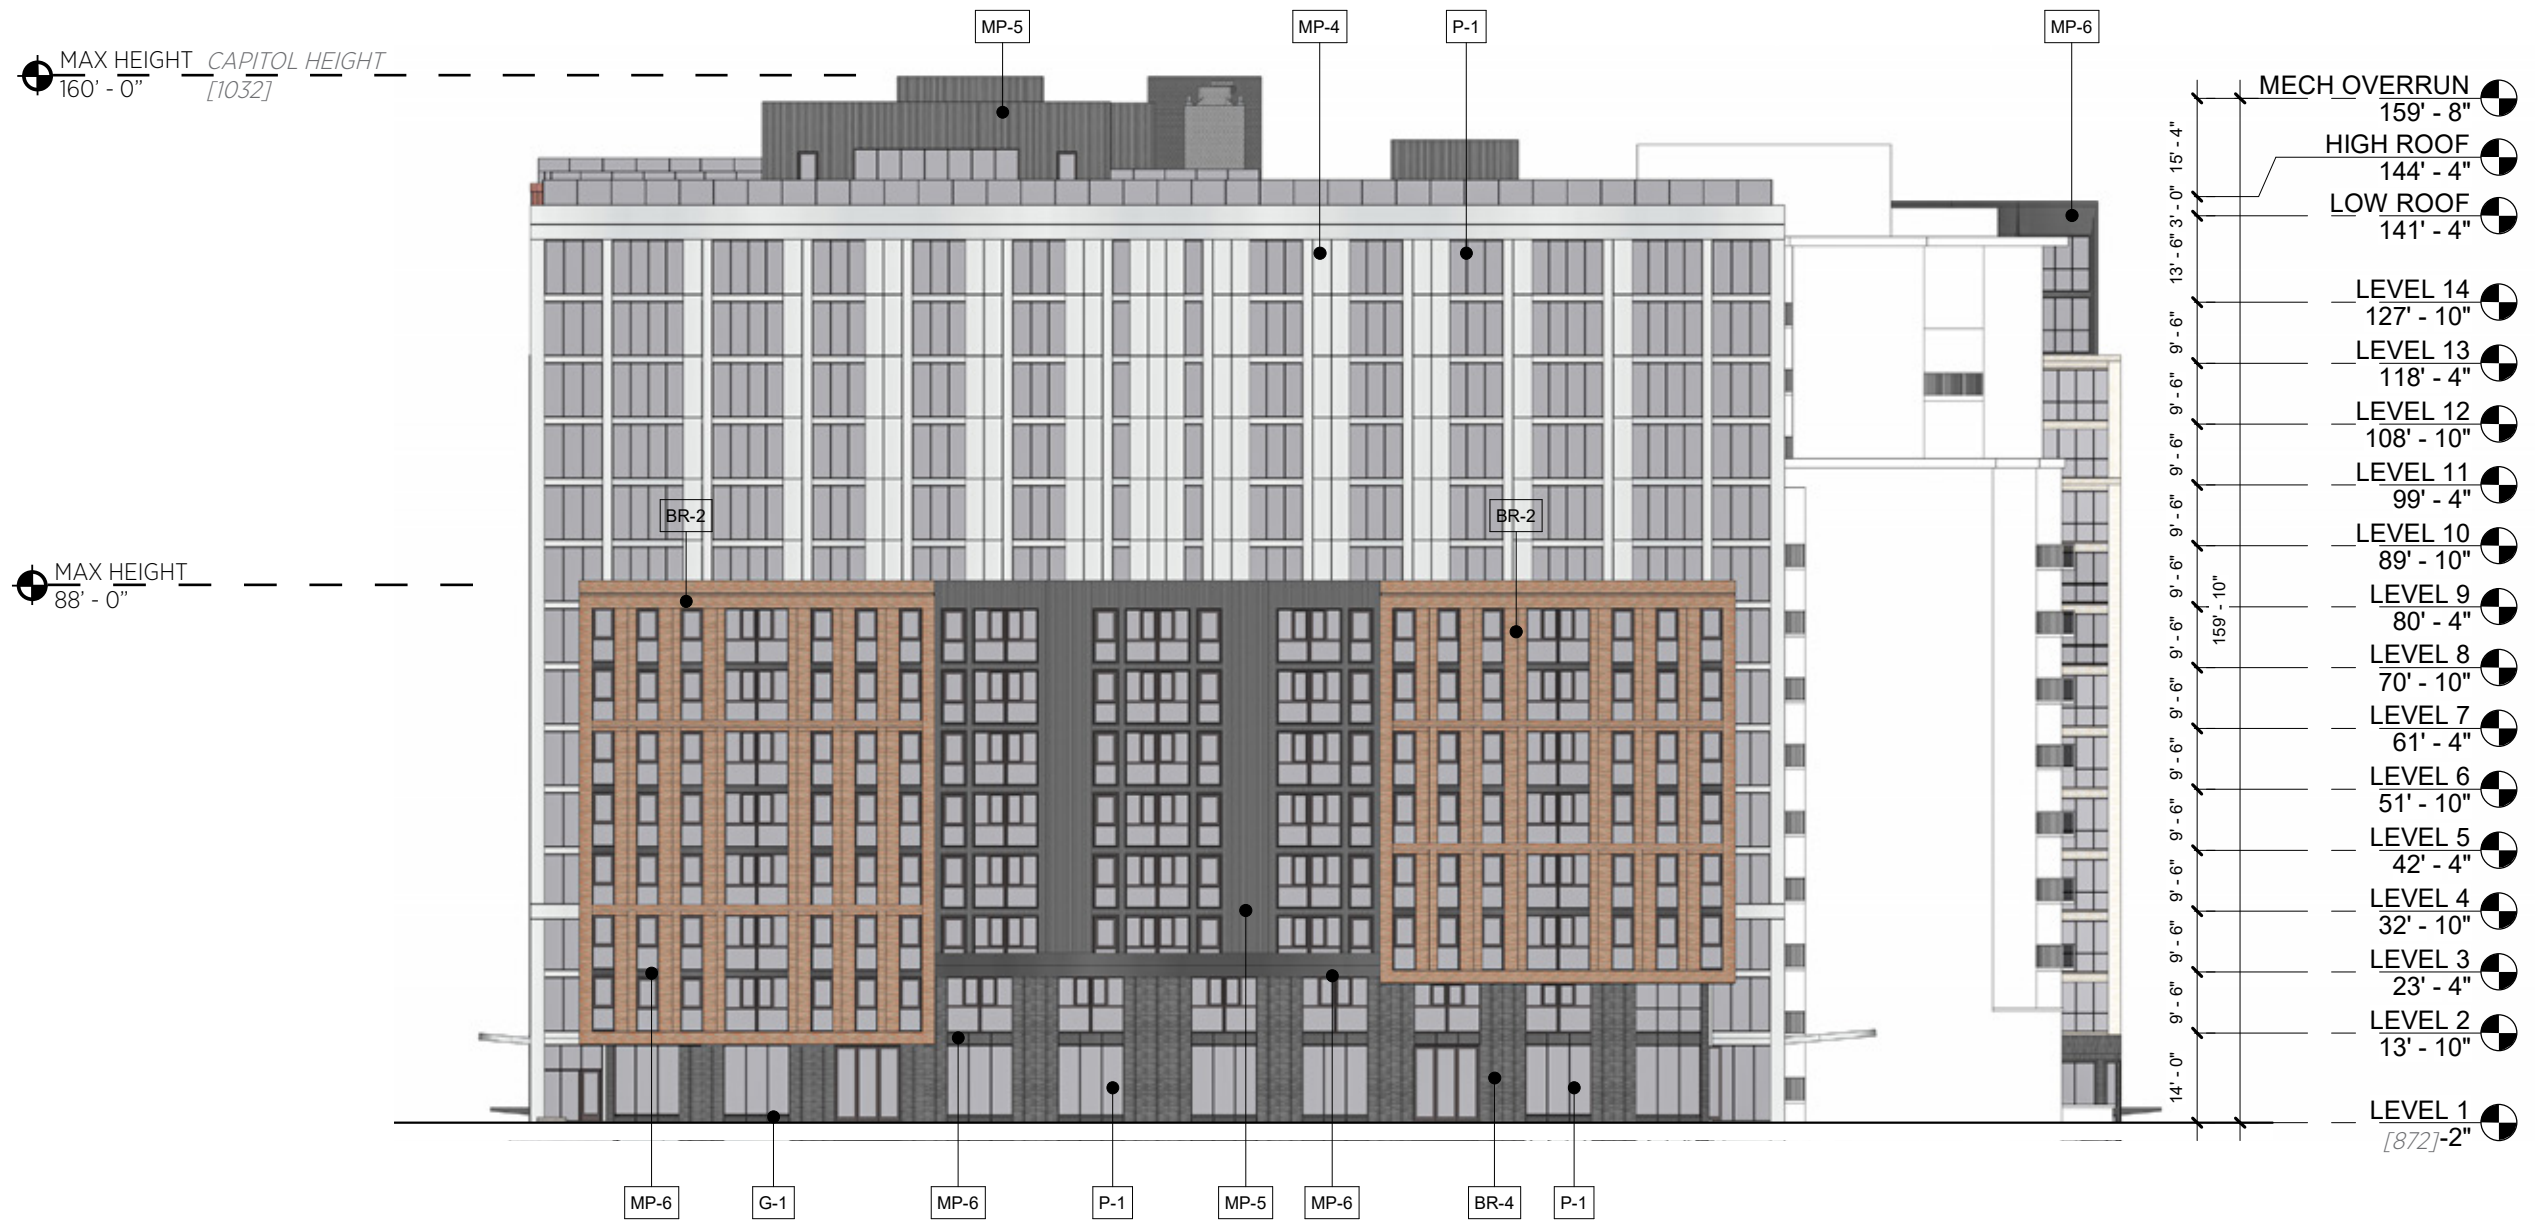 MP-5
MP-4
P-1
MP-6
MAX HEIGHT CAPITOL HEIGHT
160' - 0" [1032]
MECH OVERRUN
159' - 8"
HIGH ROOF
144' - 4"
LOW ROOF
141' - 4"
LEVEL 14
127' - 10"
LEVEL 13
118' - 4"
LEVEL 12
108' - 10"
LEVEL 11
99' - 4"
LEVEL 10
89' - 10"
LEVEL 9
80' - 4"
LEVEL 8
70' - 10"
LEVEL 7
61' - 4"
LEVEL 6
51' - 10"
LEVEL 5
42' - 4"
LEVEL 4
32' - 10"
LEVEL 3
23' - 4"
LEVEL 2
13' - 10"
LEVEL 1
[872]-2"
15' - 4"
3' - 0"
13' - 6"
9' - 6"
9' - 6"
9' - 6"
9' - 6"
9' - 6"
9' - 6"
9' - 6"
9' - 6"
9' - 6"
9' - 6"
9' - 6"
9' - 6"
14' - 0"
159' - 10"
BR-2
BR-2
MAX HEIGHT
88' - 0"
MP-6
G-1
MP-6
P-1
MP-5
MP-6
BR-4
P-1